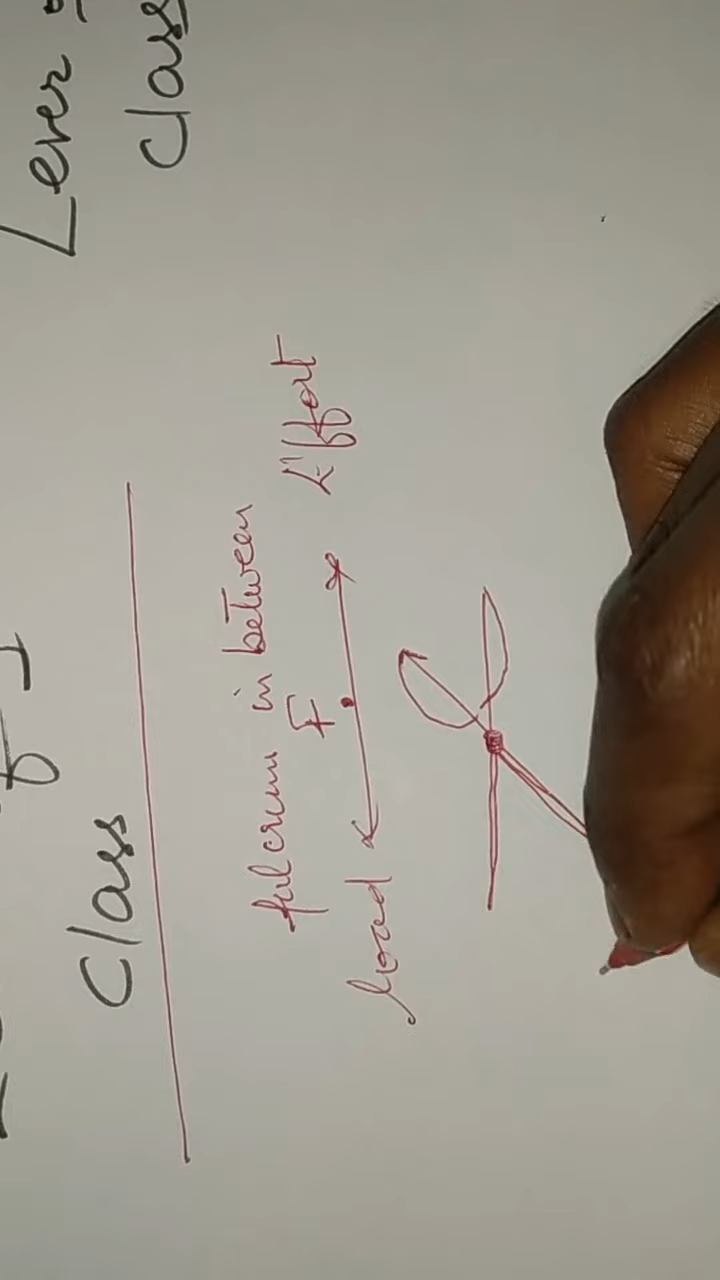 Lever =
Class
Class
fulcrum in between
F
Load Effort